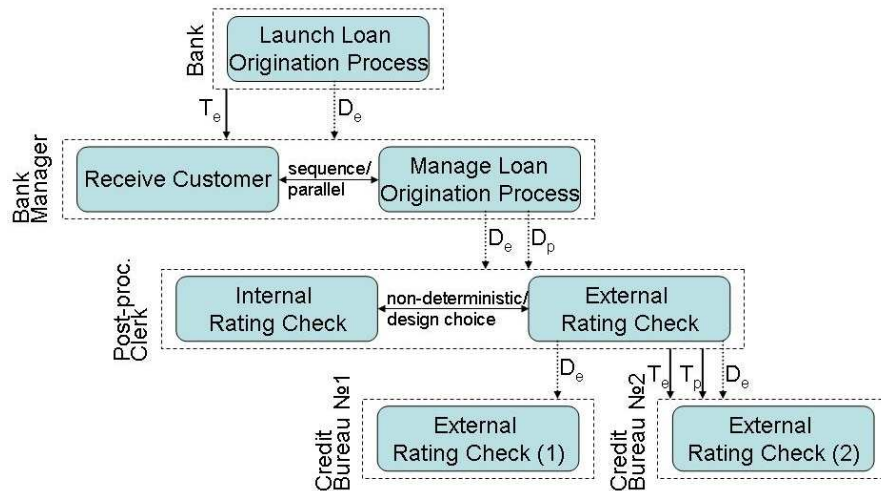 Bank
Launch Loan
Origination Process
Te
De
Bank
Manager
Receive Customer
sequence/
parallel
Manage Loan
Origination Process
De
Dp
Post-proc.
Clerk
Internal
Rating Check
non-deterministic/
design choice
External
Rating Check
De
Te
Tp
De
Credit
Bureau №1
External
Rating Check (1)
Credit
Bureau №2
External
Rating Check (2)